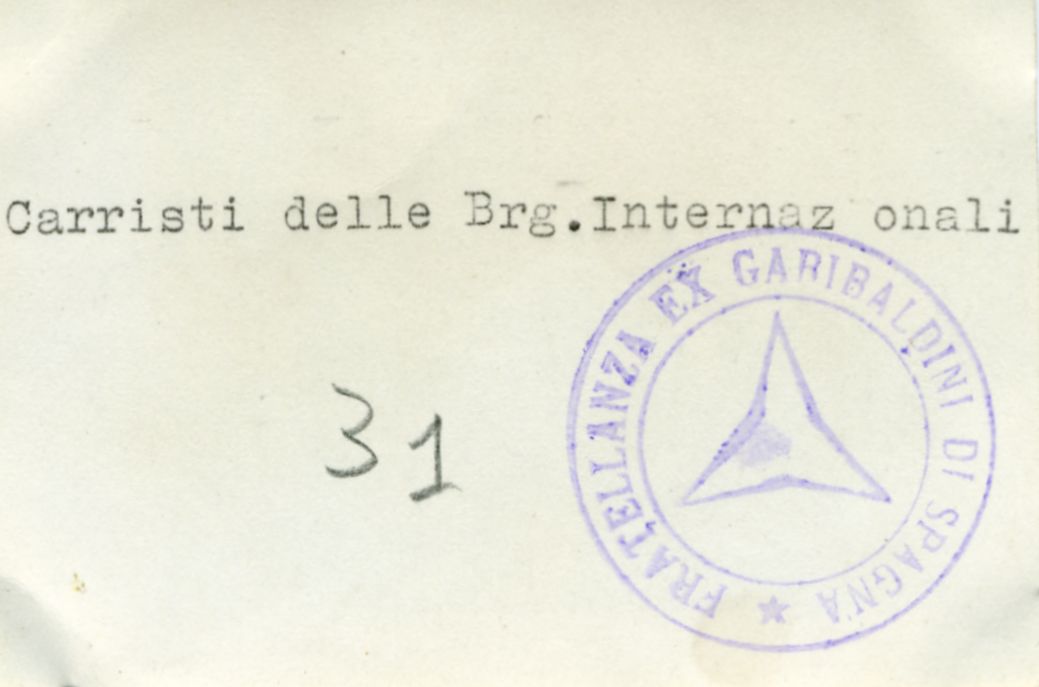 Carristi delle Brg.Internaz onali
FRATELLANZA EX GARIBALDINI DI SPAGNA
31